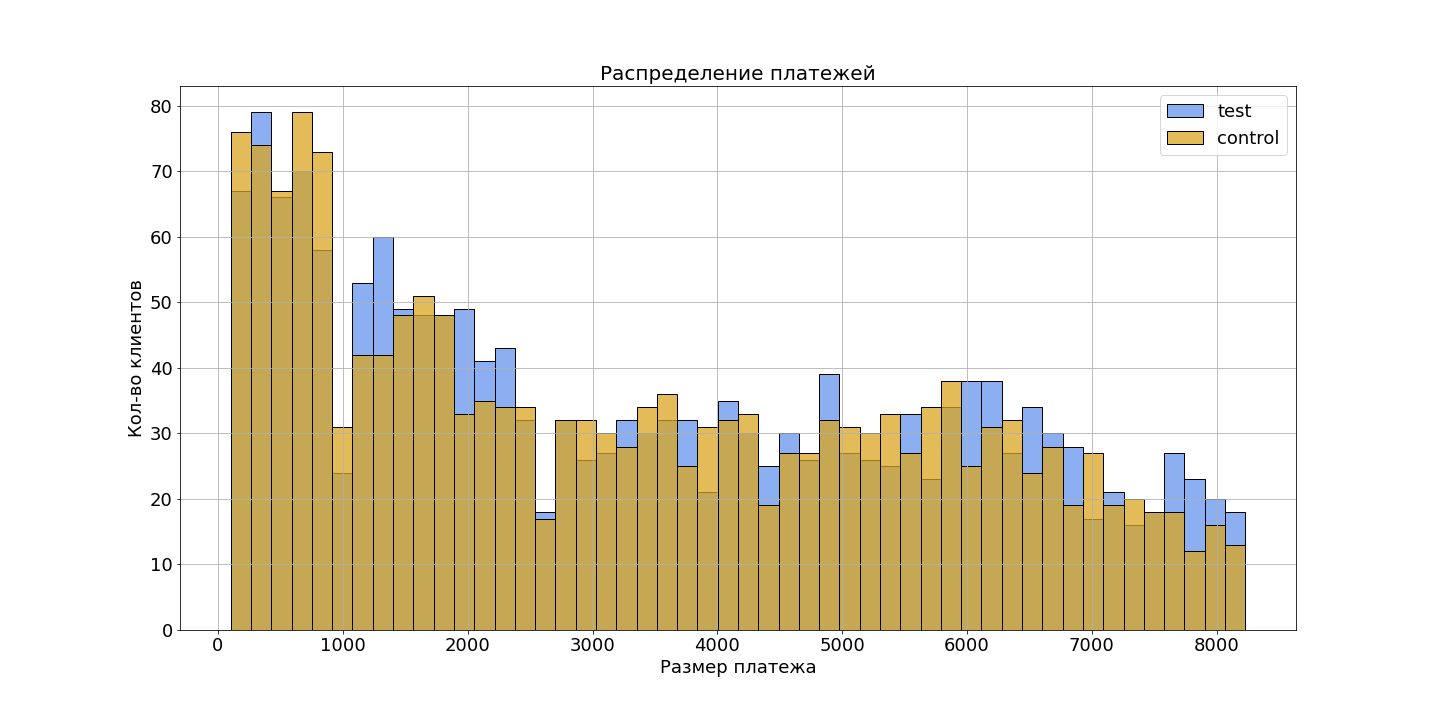 Распределение платежей
test
control
Кол-во клиентов
80
70
60
50
40
30
20
10
0
0 1000 2000 3000 4000 5000 6000 7000 8000
Размер платежа